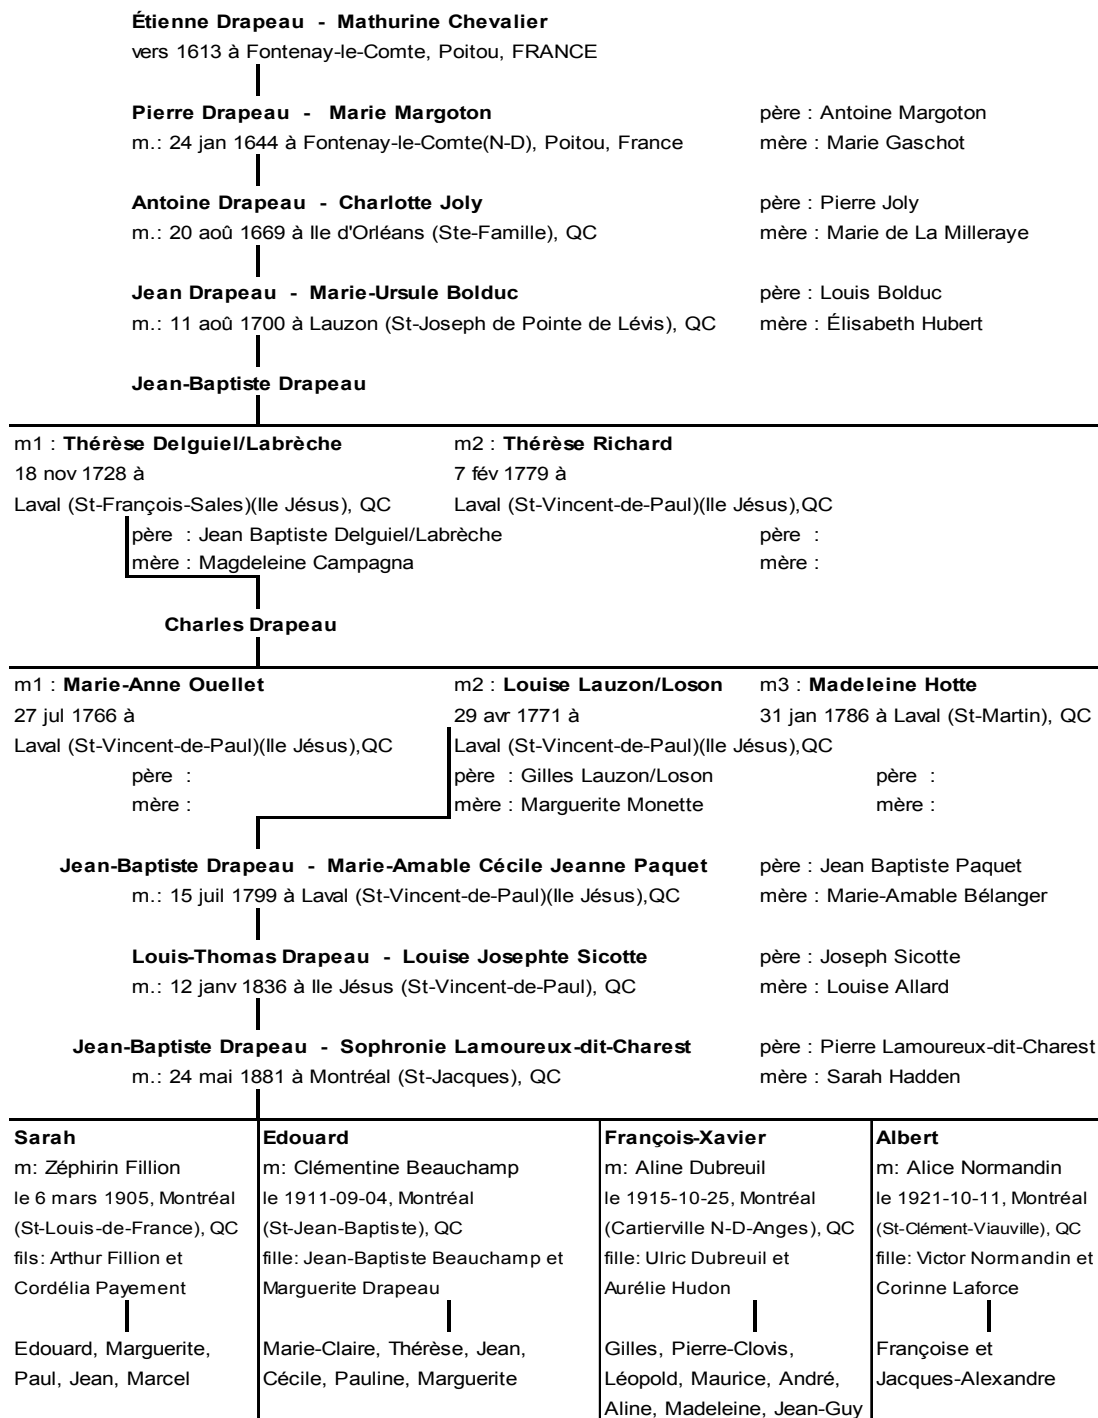 Étienne Drapeau - Mathurine Chevalier
vers 1613 à Fontenay-le-Comte, Poitou, FRANCE
Pierre Drapeau - Marie Margoton père : Antoine Margoton
m.: 24 jan 1644 à Fontenay-le-Comte(N-D), Poitou, France mère : Marie Gaschot
Antoine Drapeau - Charlotte Joly père : Pierre Joly
m.: 20 aoû 1669 à Ile d'Orléans (Ste-Famille), QC mère : Marie de La Milleraye
Jean Drapeau - Marie-Ursule Bolduc père : Louis Bolduc
m.: 11 aoû 1700 à Lauzon (St-Joseph de Pointe de Lévis), QC mère : Élisabeth Hubert
Jean-Baptiste Drapeau
m1 : Thérèse Delguiel/Labrèche m2 : Thérèse Richard
18 nov 1728 à 7 fév 1779 à
Laval (St-François-Sales)(Ile Jésus), QC Laval (St-Vincent-de-Paul)(Ile Jésus),QC
père : Jean Baptiste Delguiel/Labrèche père :
mère : Magdeleine Campagna mère :
Charles Drapeau
m1 : Marie-Anne Ouellet m2 : Louise Lauzon/Loson m3 : Madeleine Hotte
27 jul 1766 à 29 avr 1771 à 31 jan 1786 à Laval (St-Martin), QC
Laval (St-Vincent-de-Paul)(Ile Jésus),QC Laval (St-Vincent-de-Paul)(Ile Jésus),QC
père : père : Gilles Lauzon/Loson père :
mère : mère : Marguerite Monette mère :
Jean-Baptiste Drapeau - Marie-Amable Cécile Jeanne Paquet père : Jean Baptiste Paquet
m.: 15 juil 1799 à Laval (St-Vincent-de-Paul)(Ile Jésus),QC mère : Marie-Amable Bélanger
Louis-Thomas Drapeau - Louise Josephte Sicotte père : Joseph Sicotte
m.: 12 janv 1836 à Ile Jésus (St-Vincent-de-Paul), QC mère : Louise Allard
Jean-Baptiste Drapeau - Sophronie Lamoureux-dit-Charest père : Pierre Lamoureux-dit-Charest
m.: 24 mai 1881 à Montréal (St-Jacques), QC mère : Sarah Hadden
Sarah Edouard François-Xavier Albert
m: Zéphirin Fillion m: Clémentine Beauchamp m: Aline Dubreuil m: Alice Normandin
le 6 mars 1905, Montréal le 1911-09-04, Montréal le 1915-10-25, Montréal le 1921-10-11, Montréal
(St-Louis-de-France), QC (St-Jean-Baptiste), QC (Cartierville N-D-Anges), QC (St-Clément-Viauville), QC
fils: Arthur Fillion et fille: Jean-Baptiste Beauchamp et fille: Ulric Dubreuil et fille: Victor Normandin et
Cordélia Payement Marguerite Drapeau Aurélie Hudon Corinne Laforce
Edouard, Marguerite, Marie-Claire, Thérèse, Jean, Gilles, Pierre-Clovis, Françoise et
Paul, Jean, Marcel Cécile, Pauline, Marguerite Léopold, Maurice, André, Jacques-Alexandre
Aline, Madeleine, Jean-Guy